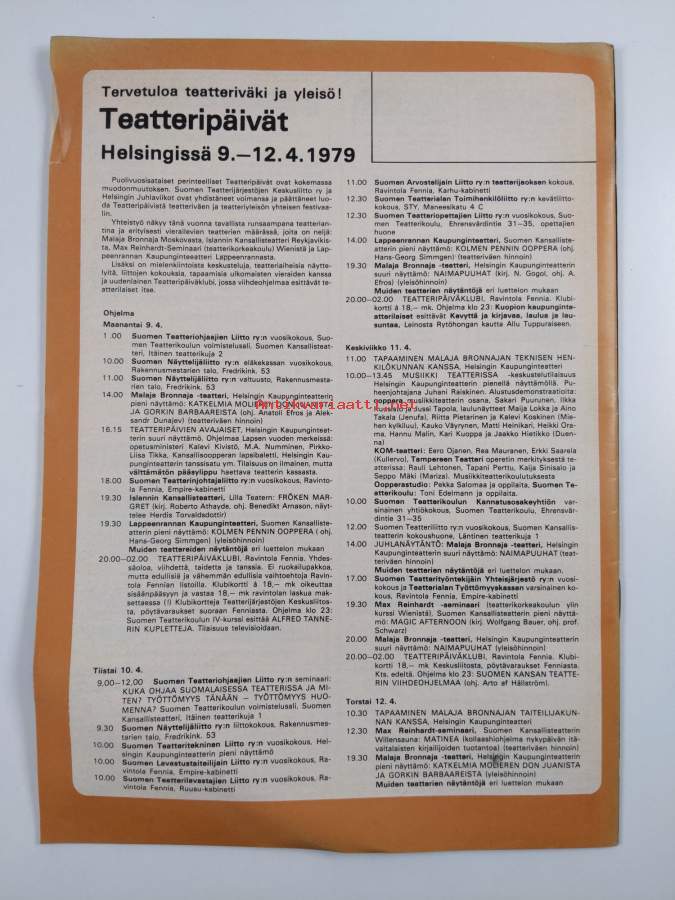 Tervetuloa teatteriväki ja yleisö!
Teatteripäivät
Helsingissä 9.—12.4.1979
Puolivuosisataiset perinteelliset Teatteripäivät ovat kokemassa
muodonmuutoksen. Suomen Teatterijärjestöjen Keskusliitto ry ja
Helsingin Juhlaviikot ovat yhdistäneet voimansa ja päättäneet luo-
da Teatteripäivistä teatteriväen ja teatteriyleisön yhteisen festivaa-
lin.
Yhteistyö näkyy tänä vuonna tavallista runsaampana teatterian-
tina ja erityisesti vierailevien teatterien määrässä, joita on neljä:
Malaja Bronnaja Moskovasta, Islannin Kansallisteatteri Reykjavikis-
ta, Max Reinhardt-Seminaari (teatterikorkeakoulu) Wienistä ja Lap-
peenrannan Kaupunginteatteri Lappeenrannasta.
Lisäksi on mielenkiintoista keskusteluja, teatteriaiheisia näytte-
lyitä, liittojen kokouksia, tapaamisia ulkomaisten vieraiden kanssa
ja uudenlainen Teatteripäiväklubi, jossa viihdeohjelmaa esittävät te-
atterilaiset itse.
Ohjelma
Maanantai 9. 4.
1 .00 Suomen Teatteriohjaajien Liitto ry:n vuosikokous, Suo-
men Teatterikoulun voimistelusali, Suomen Kansallisteat-
teri, Itäinen teatterikuja 2
10.00 Suomen Näyttelijäliitto ry:n eläkekassan vuosikokous,
Rakennusmestarien talo, Fredrikink. 53
11.00 Suomen Näyttelijäliitto ry:n valtuusto, Rakennusmesta-
rien talo, Fredrikink. 53
14.00 Malaja Bronnaja -teatteri, Helsingin Kaupunginteatterin
pieni näyttämö: KATKELMIA MOLIEREN DON JUANISTA
JA GORKIN BARBAAREISTA (ohj. Anatoli Efros ja Alek-
sandr Dunajev) (teatteriväen hinnoin)
16.15 TEATTERIPÄIVIEN AVAJAISET, Helsingin Kaupunginteat-
terin suuri näyttämö. Ohjelmaa Lapsen vuoden merkeissä:
opetusministeri Kalevi Kivistö, M.A. Numminen, Pirkko-
Liisa Tikka, Kansallisoopperan lapsibaletti, Helsingin Kau-
punginteatterin tanssisatu ym. Tilaisuus on ilmainen, mutta
välttämätön pääsylippu haettava teatterin kassasta.
18.00 Suomen Teatterinjohtajaliitto ry:n vuosikokous, Ravinto-
la Fennia, Empire-kabinetti
19.30 Islannin Kansallisteatteri, Lilla Teatern: FRÖKEN MAR-
GRET (kirj. Roberto Athayde, ohj. Benedikt Arnason, näyt-
telee Herdis Torvaldsdottir)
19.30 Lappeenrannan Kaupunginteatteri, Suomen Kansalliste-
atterin pieni näyttämö: KOLMEN PENNIN OOPPERA ( ohj.
Hans-Georg Simmgen) (yleisöhinnoin)
Muiden teattereiden näytäntöjä eri luettelon mukaan
20.00—02.00 TEATTERIPÄIVÄKLUBI, Ravintola Fennia. Yhdes-
säoloa, viihdettä, taidetta ja tanssia. Ei ruokailupakkoa,
mutta edullisia ja vähemmän edullisia vaihtoehtoja Ravin-
tola Fennian listoilla. Klubikortti à 18,— mk oikeuttaa
sisäänpääsyyn ja vastaa 18,— mk ravintolan laskua mak-
settaessa (!) Klubikortteja Teatterijärjestöjen Keskusliitos-
ta, pöytävaraukset suoraan Fenniasta. Ohjelma klo 23:
Suomen Teatterikoulun IV-kurssi esittää ALFRED TANNE-
RIN KUPLETTEJA. Tilaisuus televisioidaan.
Tiistai 10. 4.
9,00—12,00 Suomen Teatteriohjaajien Liitto ry:n seminaari:
KUKA OHJAA SUOMALAISESSA TEATTERISSA JA MI-
TEN? TYÖTTÖMYYS TÄNÄÄN — TYÖTTÖMYYS HUO-
MENNA? Suomen Teatterikoulun voimistelusali, Suomen
Kansallisteatteri, Itäinen teatterikuja 1
9.30 Suomen Näyttelijäliitto ry:n liittokokous, Rakennusmes-
tarien talo, Fredrikink. 53
10.00 Suomen Teatteritekninen Liitto ry:n vuosikokous, Hel-
singin Kaupunginteatterin pieni näyttämö
10.00 Suomen Lavastustaiteilijain Liitto ry:n vuosikokous, Ra-
vintola Fennia, Empire-kabinetti
10.00 Suomen Teatterilavastajien Liitto ry:n vuosikokous, Ra-
vintola Fennia, Ruusu-kabinetti
11.00 Suomen Arvostelijain Liitto ry:n teatterijaoksen kokous,
Ravintola Fennia, Karhu-kabinetti
12.30 Suomen Teatterialan Toimihenkilöliitto ry:n kevätliitto-
kokous, STY, Maneesikatu 4 C
12.30 Suomen Teatteriopettajien Liitto ry:n vuosikokous, Suo-
men Teatterikoulu, Ehrensvärdintie 31—35, opettajien
huone
14.00 Lappeenrannan Kaupunginteatteri, Suomen Kansalliste-
atterin pieni näyttämö: KOLMEN PENNIN OOPPERA (ohj.
Hans-Georg Simmgen) (teatteriväen hinnoin)
19.30 Malaja Bronnaja -teatteri, Helsingin Kaupunginteatterin
suuri näyttämö: NAIMAPUUHAT (kirj. N. Gogol, ohj. A.
Efros) (yleisöhinnoin)
Muiden teatterien näytäntöjä eri luettelon mukaan
20.00—02.00 TEATTERIPÄIVÄKLUBI, Ravintola Fennia. Klubi-
kortti à 18,— mk. Ohjelma klo 23: Kuopion kaupunginte-
atterilaiset esittävät Kevyttä ja kirjavaa, laulua ja lau-
suntaa, Leinosta Rytöhongan kautta Allu Tuppuraiseen.
Keskiviikko 11. 4.
11.00 TAPAAMINEN MALAJA BRONNAJAN TEKNISEN HEN-
KILÖKUNNAN KANSSA, Helsingin Kaupunginteatteri
10.00—13.45 MUSIIKKI TEATTERISSA -keskustelutilaisuus
Helsingin Kaupunginteatterin pienellä näyttämöllä. Pu-
heenjohtajana Juhani Raiskinen. Alustusdemonstraatioita:
ooppera musiikkiteatterin osana, Sakari Puurunen, Ilkka
Kuusisto ja Jussi Tapola, laulunäytteet Maija Lokka ja Aino
Takala (Jenufa), Riitta Pietarinen ja Kalevi Koskinen (Mie-
hen kylkiluu), Kauko Väyrynen, Matti Heinikari, Heikki Ora-
ma, Hannu Malin, Kari Kuoppa ja Jaakko Hietikko (Duen-
na)
KOM-teatteri: Eero Ojanen, Rea Mauranen, Erkki Saarela
(Kullervo), Tampereen Teatteri operetin merkityksestä te-
atterissa: Rauli Lehtonen, Tapani Perttu, Kaija Sinisalo ja
Seppo Mäki (Mariza). Musiikkiteatterikoulutuksesta
Oopperastudio: Pekka Salomaa ja oppilaita, Suomen Te-
atterikoulu: Toni Edelmann ja oppilaita.
10.00 Suomen Teatterikoulun Kannatusosakeyhtiön var-
sinainen yhtiökokous, Suomen Teatterikoulu, Ehrensvär-
dintie 31—35
12.00 Suomen Teatteriliitto ry:n vuosikokous, Suomen Kansallis-
teatterin kokoushuone, Läntinen teatterikuja 1
14.00 JUHLANÄYTÄNTÖ: Malaja Bronnaja -teatteri, Helsingin
Kaupunginteatterin suuri näyttämö: NAIMAPUUHAT (teat-
teriväen hinnoin)
Muiden teatterien näytäntöjä eri luettelon mukaan.
17.00 Suomen Teatterityöntekijäin Yhteisjärjestö ry:n vuosi-
kokous ja Teatterialan Työttömyyskassan varsinainen ko-
kous, Ravintola Fennia, Empire-kabinetti
19.30 Max Reinhardt -seminaari (teatterikorkeakoulun ylin
kurssi Wienistä), Suomen Kansallisteatterin pieni näyttä-
mö: MAGIC AFTERNOON (kirj. Wolfgang Bauer, ohj. prof.
Schwarz)
20.00 Malaja Bronnaja -teatteri, Helsingin Kaupunginteatterin
suuri näyttämö: NAIMAPUUHAT (yleisöhinnoin)
20.00—02.00 TEATTERIPÄIVÄKLUBI, Ravintola Fennia. Klubi-
kortti 18,— mk Keskusliitosta, pöytävaraukset Fenniasta.
Kts. edeltä. Ohjelma klo 23: SUOMEN KANSAN TEATTE-
RIN VIIHDEOHJELMAA (ohj. Arto af Hällström).
Torstai 12. 4.
10.30 TAPAAMINEN MALAJA BRONNAJAN TAITEILIJAKUN-
NAN KANSSA, Helsingin Kaupunginteatteri
12.30 Max Reinhardt-seminaari, Suomen Kansallisteatterin
Willensauna: MATINEA (kollaasiohjelma nykypäivän itä-
valtalaisten kirjailijoiden tuotantoa) (teatteriväen hinnoin)
19.30 Malaja Bronnaja -teatteri, Helsingin Kaupunginteatterin
pieni näyttämö: KATKELMIA MOLIEREN DON JUANISTA
JA GORKIN BARBAAREISTA (yleisöhinnoin)
Muiden teatterien näytäntöjä eri luettelon mukaan